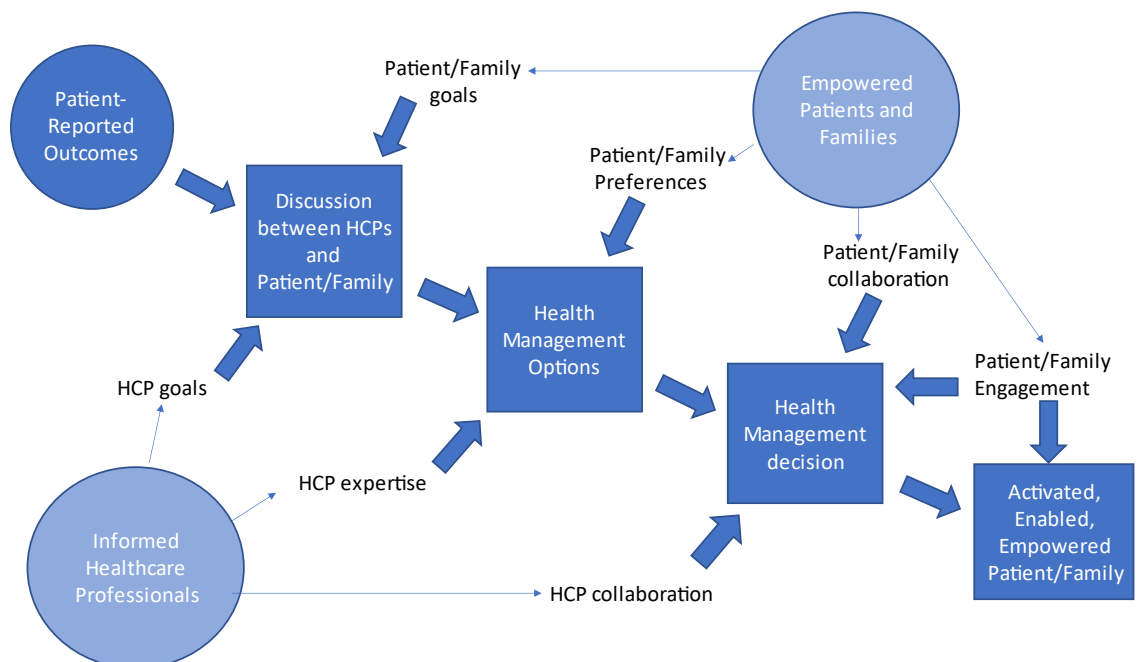 Patient-
Reported
Outcomes
Patient/Family
goals
Empowered
Patients and
Families
Patient/Family
Preferences
Discussion
between HCPs
and
Patient/Family
Patient/Family
collaboration
Health
Management
Options
HCP goals
Patient/Family
Engagement
Health
Management
decision
HCP expertise
Informed
Healthcare
Professionals
HCP collaboration
Activated,
Enabled,
Empowered
Patient/Family